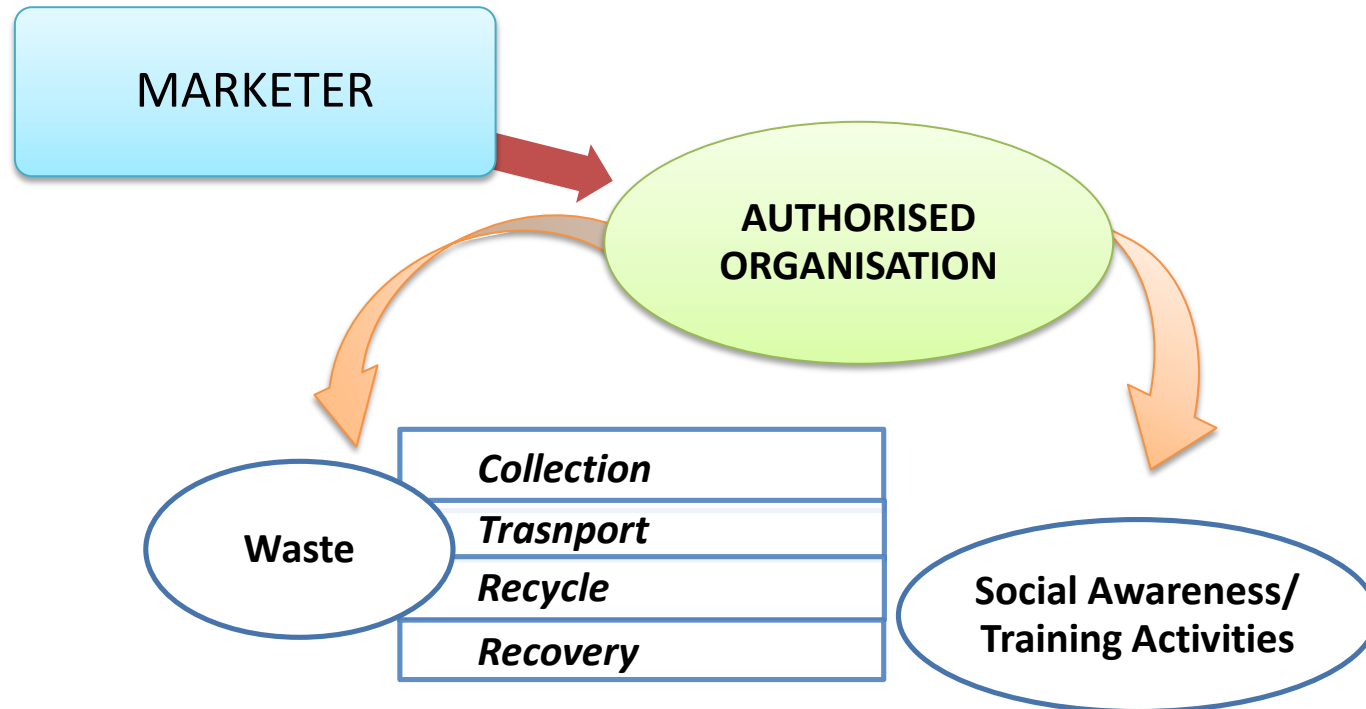 MARKETER
AUTHORISED
ORGANISATION
Waste
Collection
Trasnport
Recycle
Recovery
Social Awareness/
Training Activities